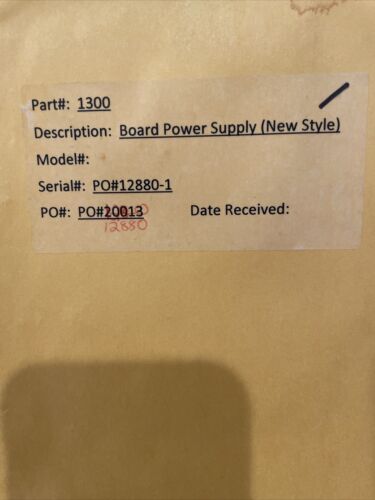 Part#: 1300
Description: Board Power Supply (New Style)
Model#:
Serial#: PO#12880-1
PO#: PO#20013 Date Received:
12880